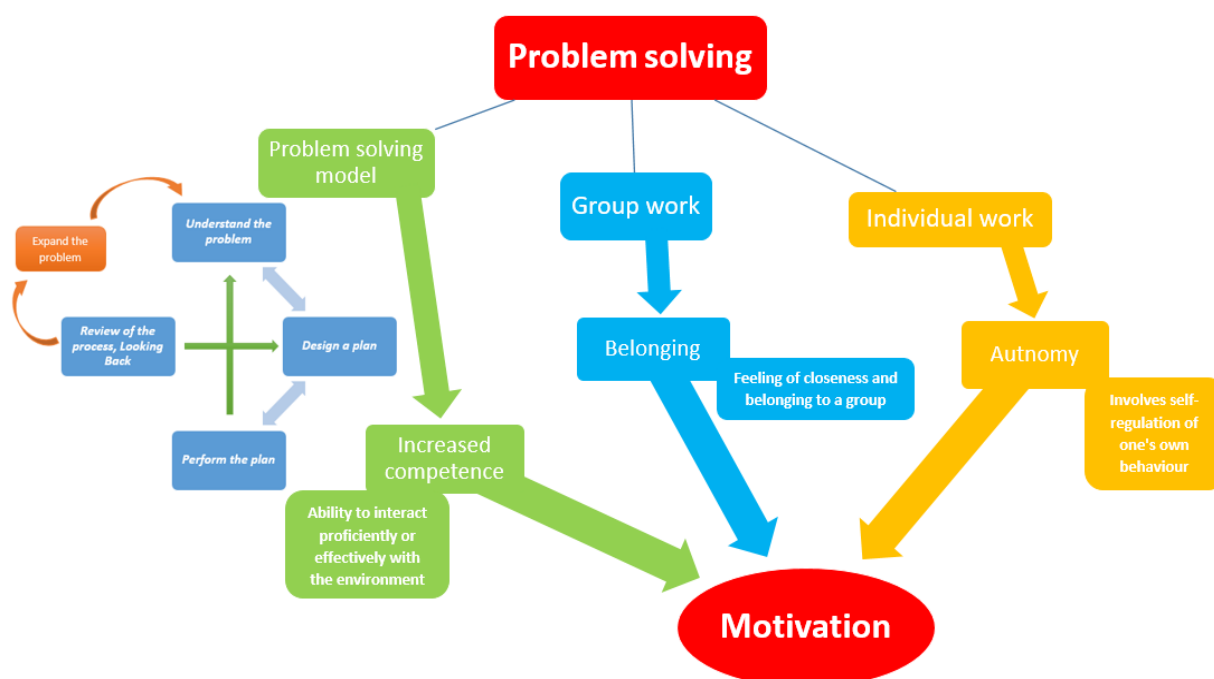 Problem solving
Problem solving
model
Group work
Individual work
Expand the
problem
Understand the
problem
Review of the
process, Looking
Back
Design a plan
Perform the plan
Increased
competence
Ability to interact
proficiently or
effectively with
the environment
Belonging
Feeling of closeness and
belonging to a group
Autnomy
Involves self-
regulation of
one's own
behaviour
Motivation